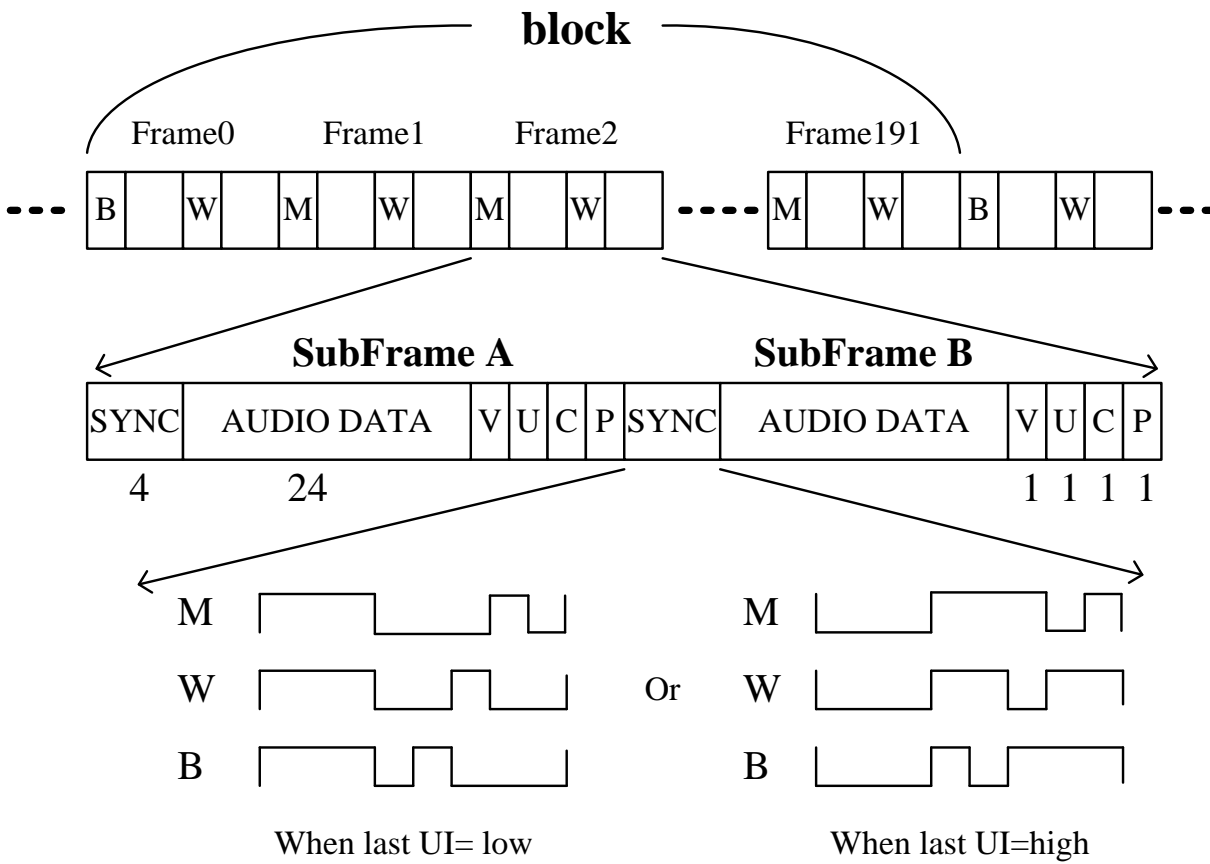 block
Frame0 Frame1 Frame2 Frame191
B W M W M W M W B W
SubFrame A SubFrame B
SYNC AUDIO DATA V U C P SYNC AUDIO DATA V U C P
4 24 1 1 1 1
M M
W Or W
B B
When last UI= low When last UI=high